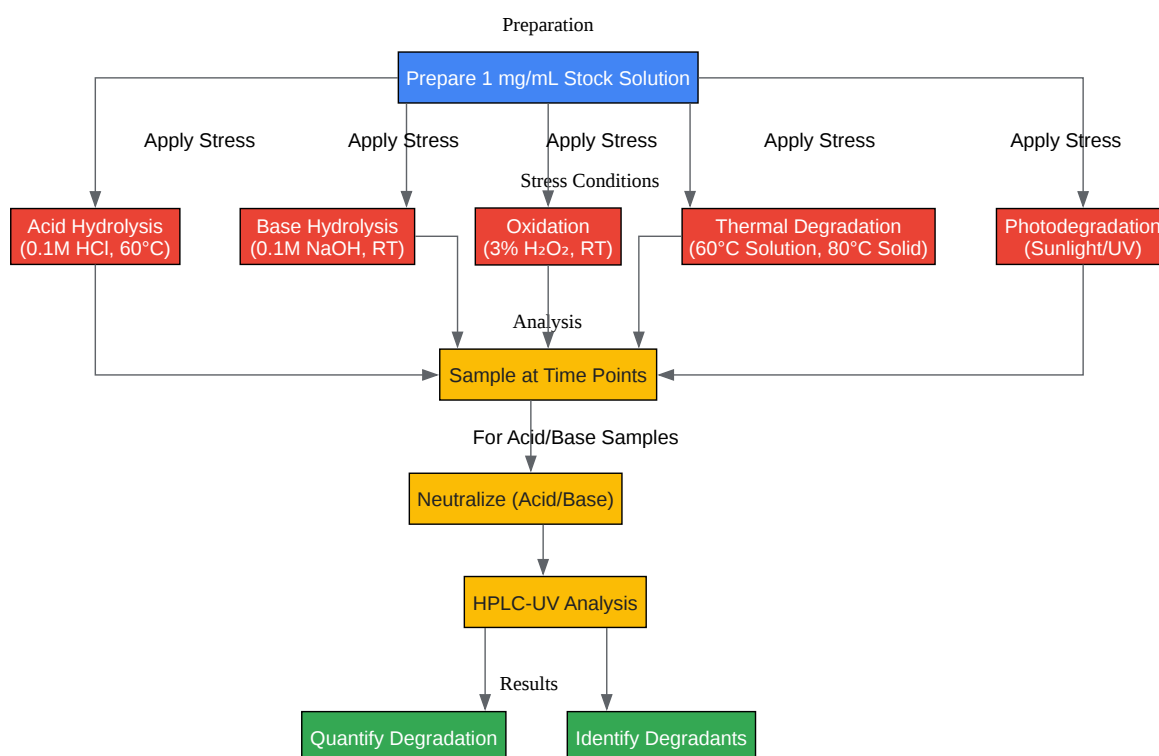 Preparation
Prepare 1 mg/mL Stock Solution
Apply Stress
Apply Stress
Apply Stress
Apply Stress
Apply Stress
Stress Conditions
Acid Hydrolysis
(0.1M HCl, 60°C)
Base Hydrolysis
(0.1M NaOH, RT)
Oxidation
(3% H₂O₂, RT)
Thermal Degradation
(60°C Solution, 80°C Solid)
Photodegradation
(Sunlight/UV)
Analysis
Sample at Time Points
For Acid/Base Samples
Neutralize (Acid/Base)
HPLC-UV Analysis
Results
Quantify Degradation
Identify Degradants